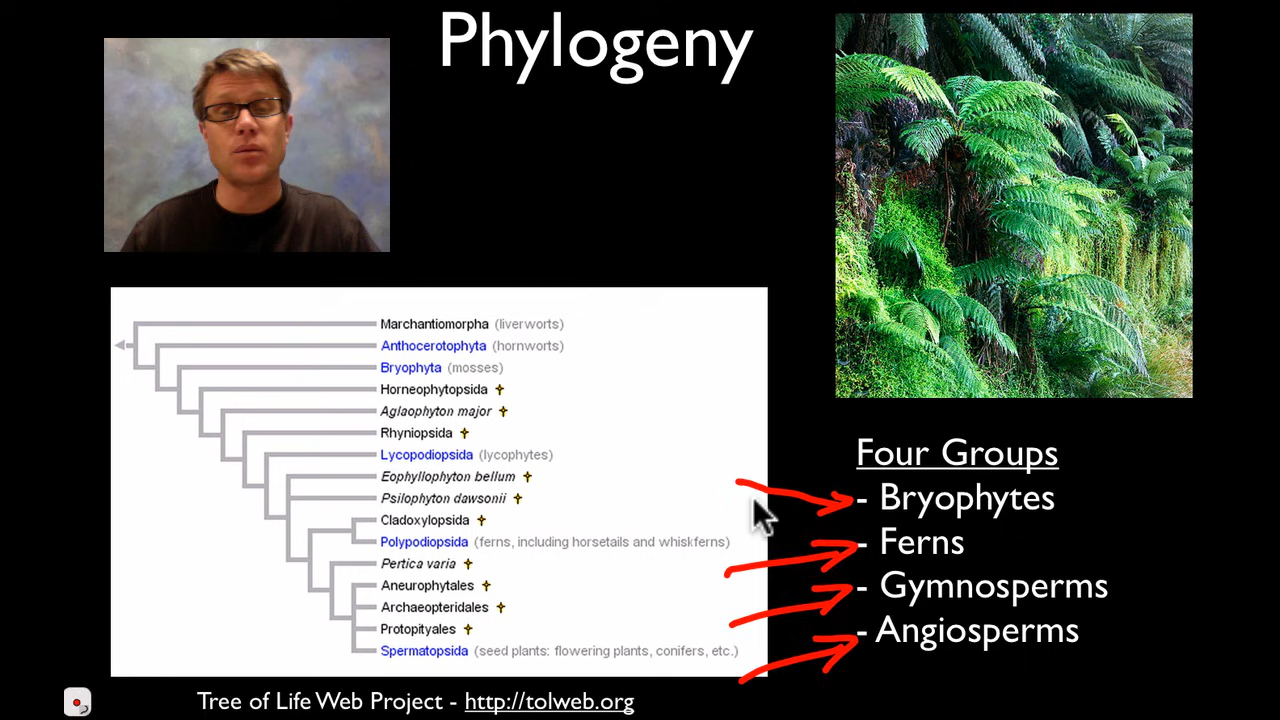 Phylogeny
Marchantiomorpha (liverworts)
Anthocerotophyta (hornworts)
Bryophyta (mosses)
Horneophytopsida
Aglaophyton major
Rhyniopsida
Lycopodiopsida (lycophytes)
Eophyllophyton bellum
Psilophyton dawsonii
Cladoxylopsida
Polypodiopsida (ferns, including horsetails and whiskferns)
Pertica varia
Aneurophytales
Archaeopteridales
Protopityales
Spermatopsida (seed plants: flowering plants, conifers, etc.)
Four Groups
- Bryophytes
- Ferns
- Gymnosperms
- Angiosperms
Tree of Life Web Project - http://tolweb.org